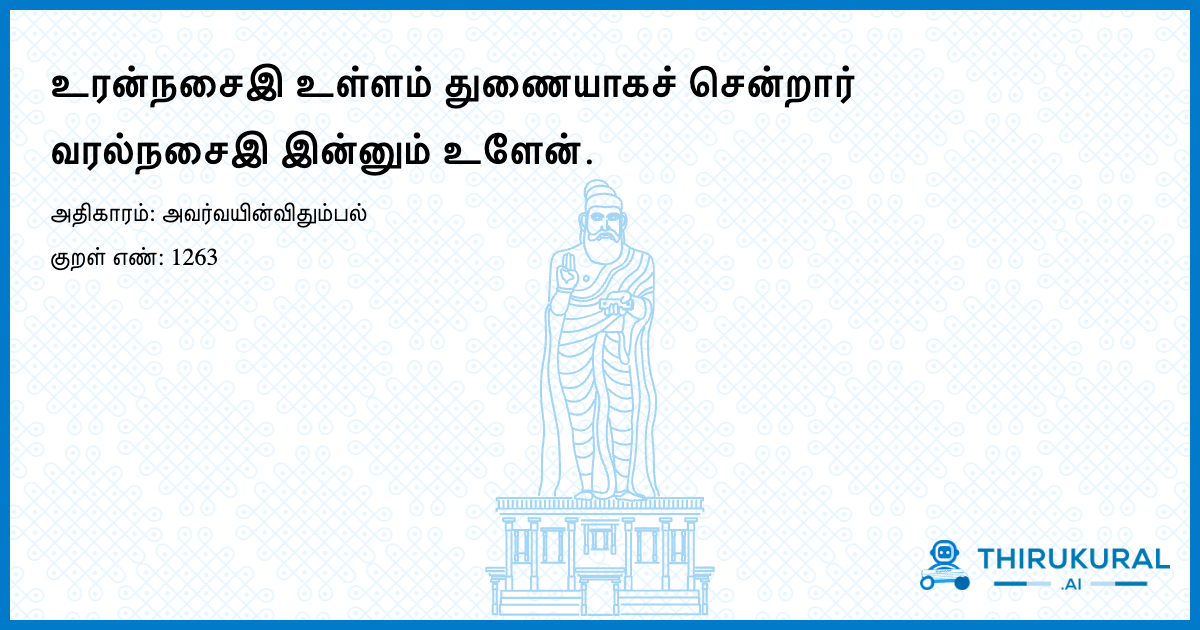 உரன்நசைஇ உள்ளம் துணையாகச் சென்றார்
வரல்நசைஇ இன்னும் உளேன்.
அதிகாரம்: அவர்வயின்விதும்பல்
குறள் எண்: 1263
THIRUKURAL
.AI